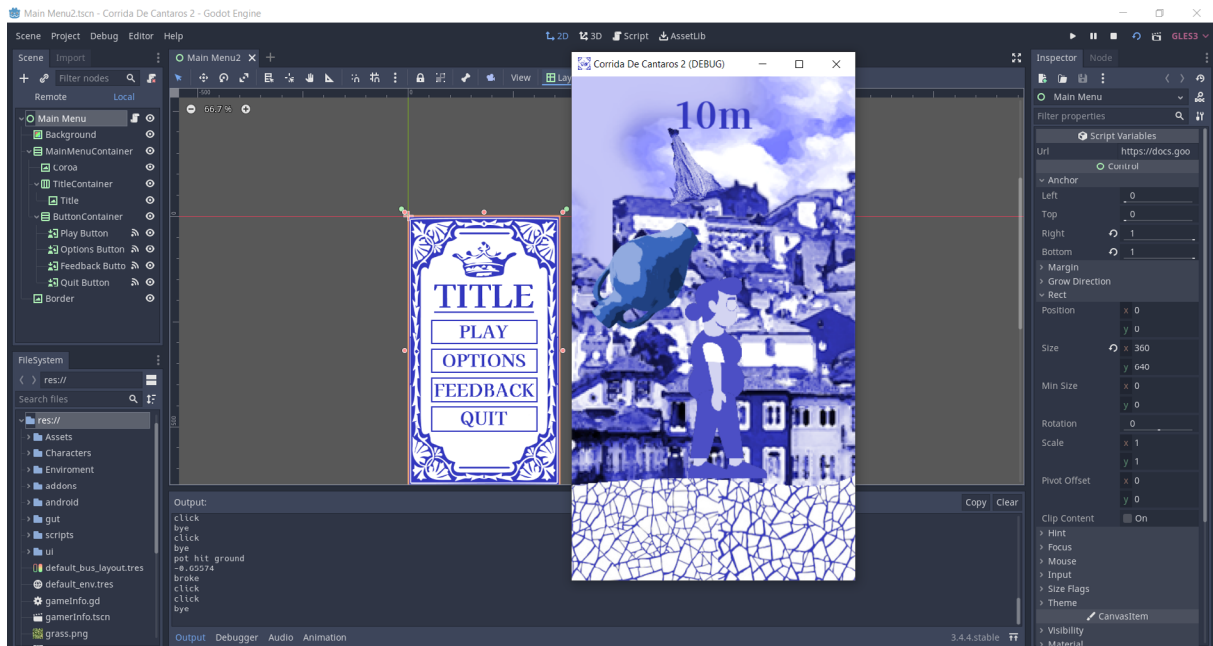 Main Menu2.tscn - Corrida De Cantaros 2 - Godot Engine
Scene Project Debug Editor Help
2D 3D Script AssetLib
GLES3
Scene Import
Filter nodes
Remote Local
Main Menu
Background
MainMenuContainer
Coroa
TitleContainer
Title
ButtonContainer
Play Button
Options Button
Feedback Butto
Quit Button
Border
FileSystem
res://
Search files
res://
Assets
Characters
Enviroment
addons
android
gut
scripts
ui
default_bus_layout.tres
default_env.tres
gameInfo.gd
gamerInfo.tscn
grass.png
Main Menu2
View Lay
-500 0
66.7 %
0
500
TITLE
PLAY
OPTIONS
FEEDBACK
QUIT
Corrida De Cantaros 2 (DEBUG)
10m
Output: Copy Clear
click
bye
click
bye
pot hit ground
-0.65574
broke
click
click
bye
Output Debugger Audio Animation 3.4.4.stable
Inspector Node
Main Menu
Filter properties
Script Variables
Url https://docs.goo
Control
Anchor
Left 0
Top 0
Right 1
Bottom 1
Margin
Grow Direction
Rect
Position x 0
y 0
Size x 360
y 640
Min Size x 0
y 0
Rotation 0
Scale x 1
y 1
Pivot Offset x 0
y 0
Clip Content On
Hint
Focus
Mouse
Input
Size Flags
Theme
CanvasItem
Visibility
Material